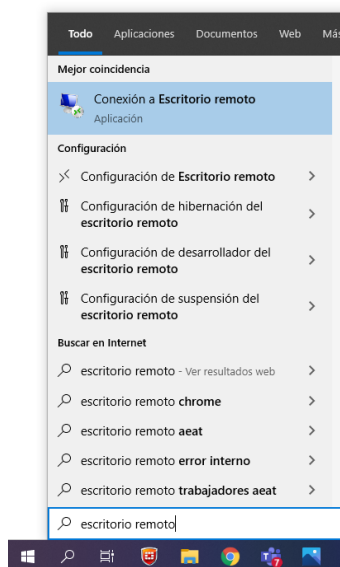 Todo Aplicaciones Documentos Web Más
Mejor coincidencia
Conexión a Escritorio remoto
Aplicación
Configuración
Configuración de Escritorio remoto
Configuración de hibernación del
escritorio remoto
Configuración de desarrollador del
escritorio remoto
Configuración de suspensión del
escritorio remoto
Buscar en Internet
escritorio remoto - Ver resultados web
escritorio remoto chrome
escritorio remoto aeat
escritorio remoto error interno
escritorio remoto trabajadores aeat
escritorio remoto
7